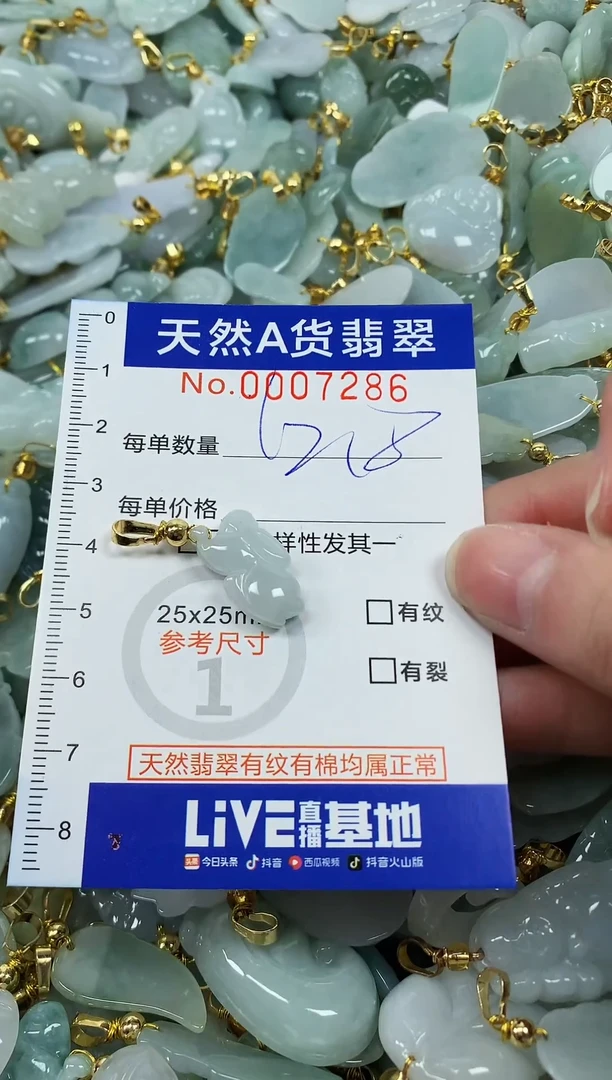 天然A货翡翠
No.0007286
每单数量
每单价格
样性发其一
25x25m
参考尺寸
1
有纹
有裂
天然翡翠有纹有棉均属正常
LiVE直播基地
头条 今日头条 抖音 西瓜视频 抖音火山版
0
1
2
3
4
5
6
7
8